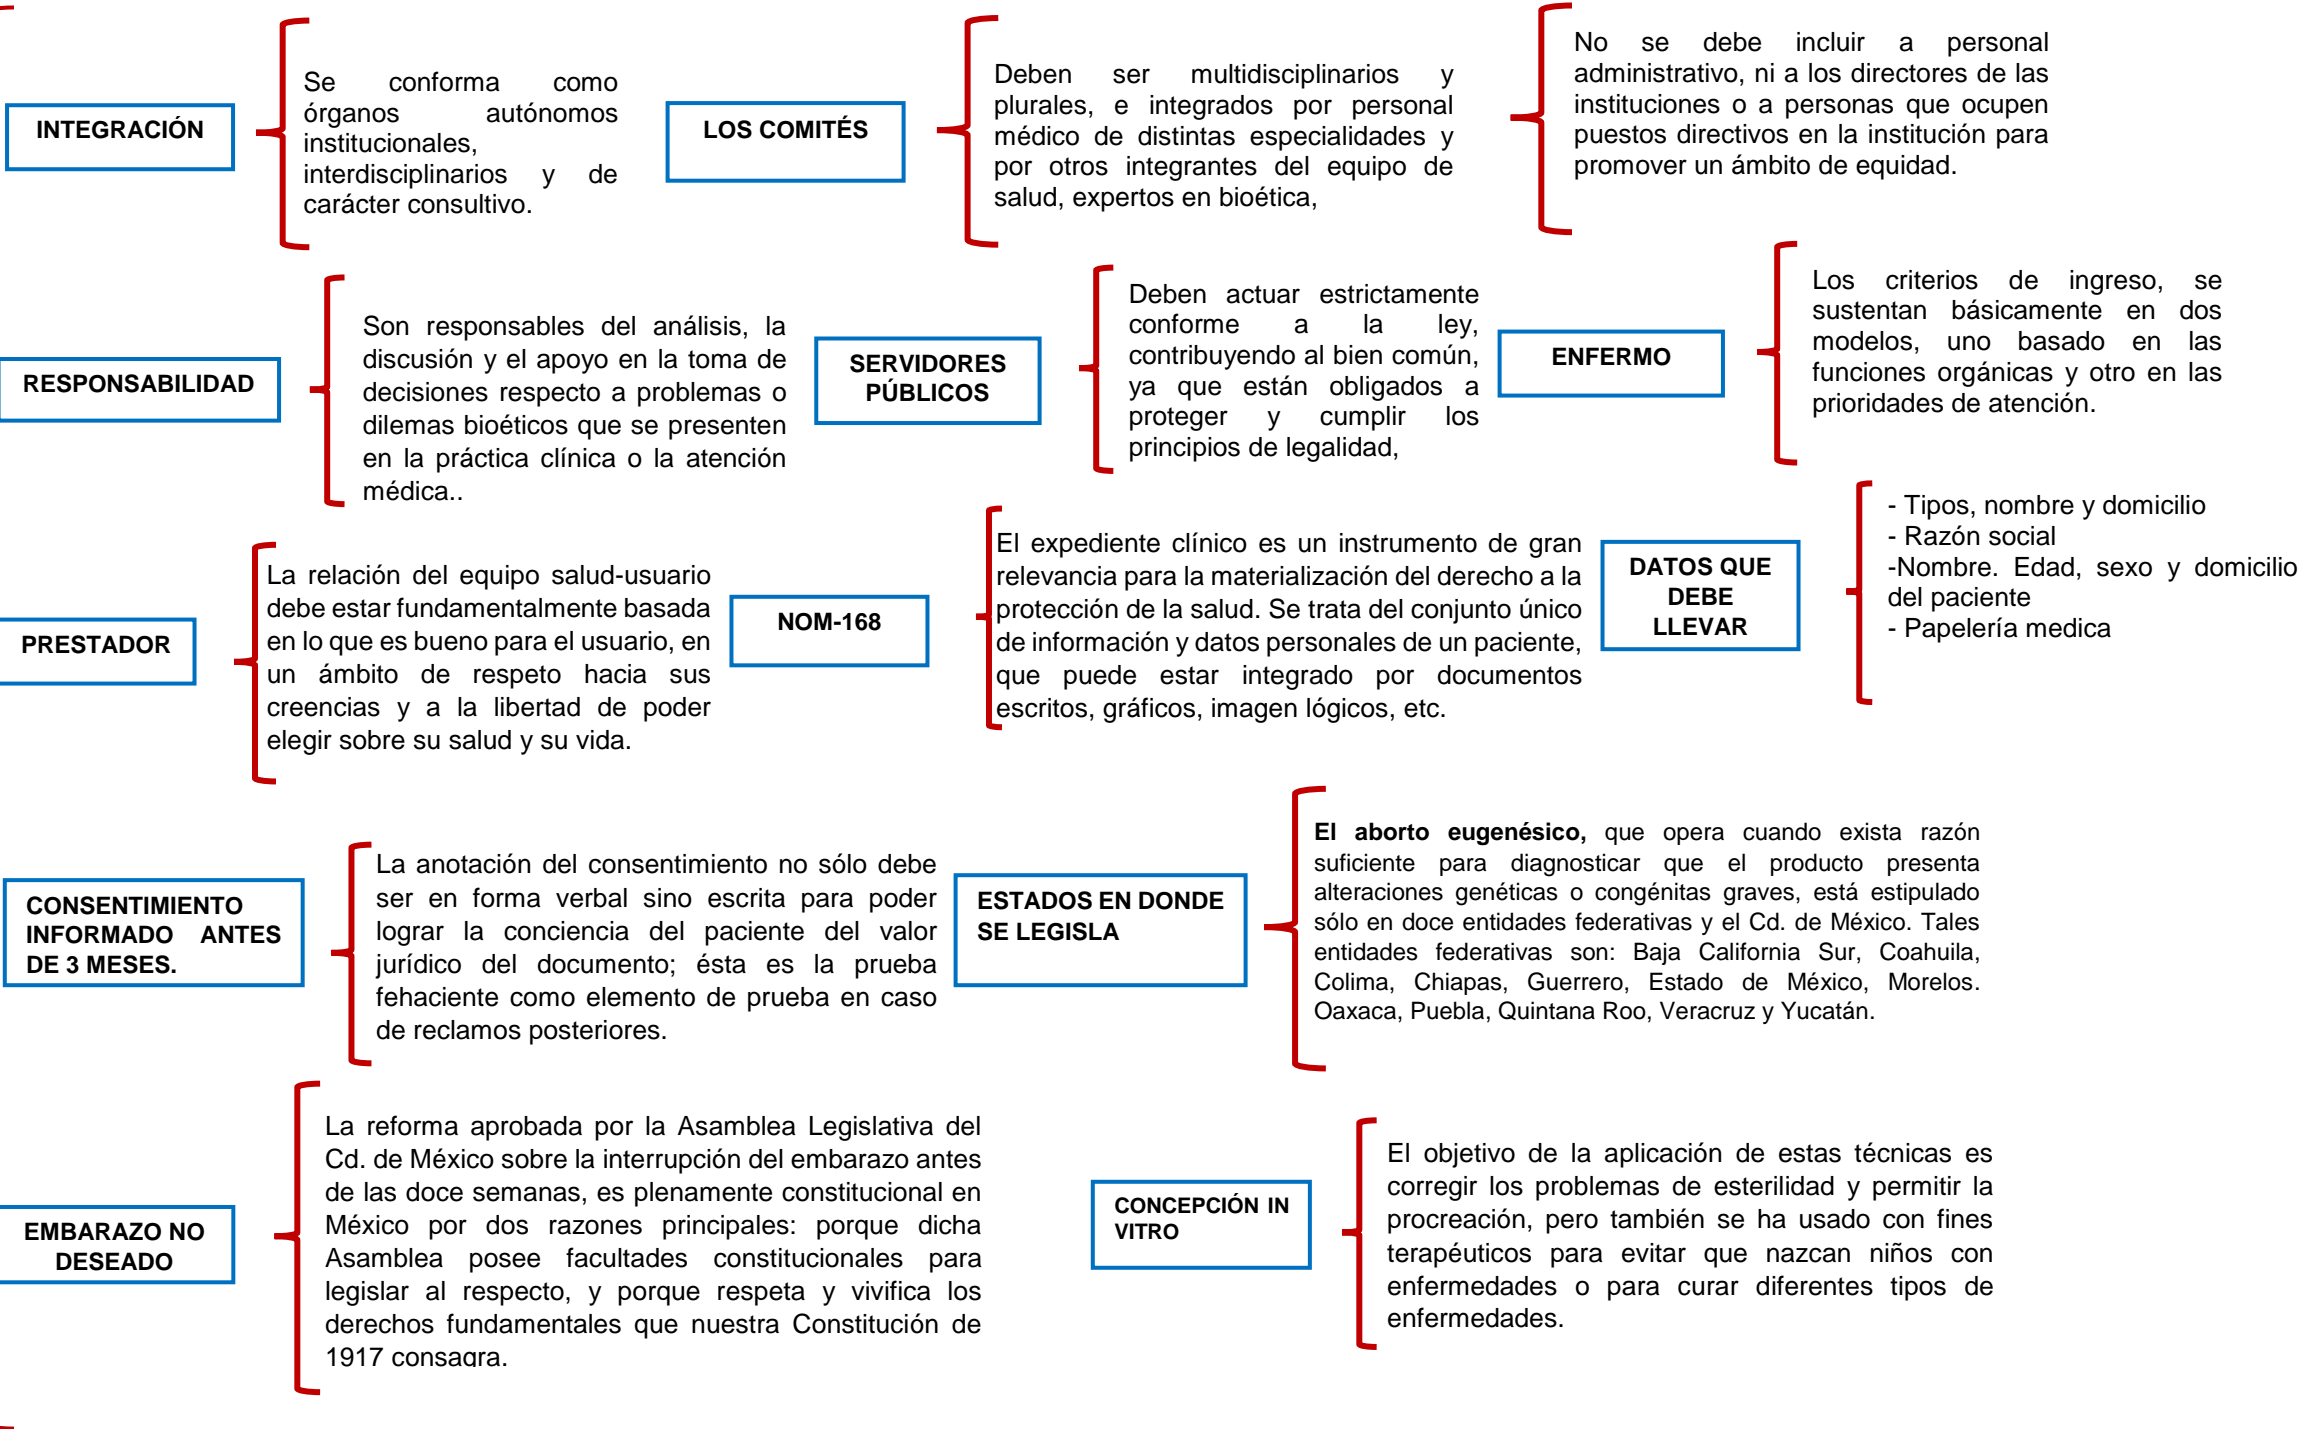 INTEGRACIÓN
Se conforma como
órganos autónomos
institucionales,
interdisciplinarios y de
carácter consultivo.
LOS COMITÉS
Deben ser multidisciplinarios y
plurales, e integrados por personal
médico de distintas especialidades y
por otros integrantes del equipo de
salud, expertos en bioética,
No se debe incluir a personal
administrativo, ni a los directores de las
instituciones o a personas que ocupen
puestos directivos en la institución para
promover un ámbito de equidad.
RESPONSABILIDAD
Son responsables del análisis, la
discusión y el apoyo en la toma de
decisiones respecto a problemas o
dilemas bioéticos que se presenten
en la práctica clínica o la atención
médica..
SERVIDORES
PÚBLICOS
Deben actuar estrictamente
conforme a la ley,
contribuyendo al bien común,
ya que están obligados a
proteger y cumplir los
principios de legalidad,
ENFERMO
Los criterios de ingreso, se
sustentan básicamente en dos
modelos, uno basado en las
funciones orgánicas y otro en las
prioridades de atención.
PRESTADOR
La relación del equipo salud-usuario
debe estar fundamentalmente basada
en lo que es bueno para el usuario, en
un ámbito de respeto hacia sus
creencias y a la libertad de poder
elegir sobre su salud y su vida.
NOM-168
El expediente clínico es un instrumento de gran
relevancia para la materialización del derecho a la
protección de la salud. Se trata del conjunto único
de información y datos personales de un paciente,
que puede estar integrado por documentos
escritos, gráficos, imagen lógicos, etc.
DATOS QUE
DEBE
LLEVAR
- Tipos, nombre y domicilio
- Razón social
-Nombre. Edad, sexo y domicilio
del paciente
- Papelería medica
CONSENTIMIENTO
INFORMADO ANTES
DE 3 MESES.
La anotación del consentimiento no sólo debe
ser en forma verbal sino escrita para poder
lograr la conciencia del paciente del valor
jurídico del documento; ésta es la prueba
fehaciente como elemento de prueba en caso
de reclamos posteriores.
ESTADOS EN DONDE
SE LEGISLA
El aborto eugenésico, que opera cuando exista razón
suficiente para diagnosticar que el producto presenta
alteraciones genéticas o congénitas graves, está estipulado
sólo en doce entidades federativas y el Cd. de México. Tales
entidades federativas son: Baja California Sur, Coahuila,
Colima, Chiapas, Guerrero, Estado de México, Morelos.
Oaxaca, Puebla, Quintana Roo, Veracruz y Yucatán.
EMBARAZO NO
DESEADO
La reforma aprobada por la Asamblea Legislativa del
Cd. de México sobre la interrupción del embarazo antes
de las doce semanas, es plenamente constitucional en
México por dos razones principales: porque dicha
Asamblea posee facultades constitucionales para
legislar al respecto, y porque respeta y vivifica los
derechos fundamentales que nuestra Constitución de
1917 consagra.
CONCEPCIÓN IN
VITRO
El objetivo de la aplicación de estas técnicas es
corregir los problemas de esterilidad y permitir la
procreación, pero también se ha usado con fines
terapéuticos para evitar que nazcan niños con
enfermedades o para curar diferentes tipos de
enfermedades.